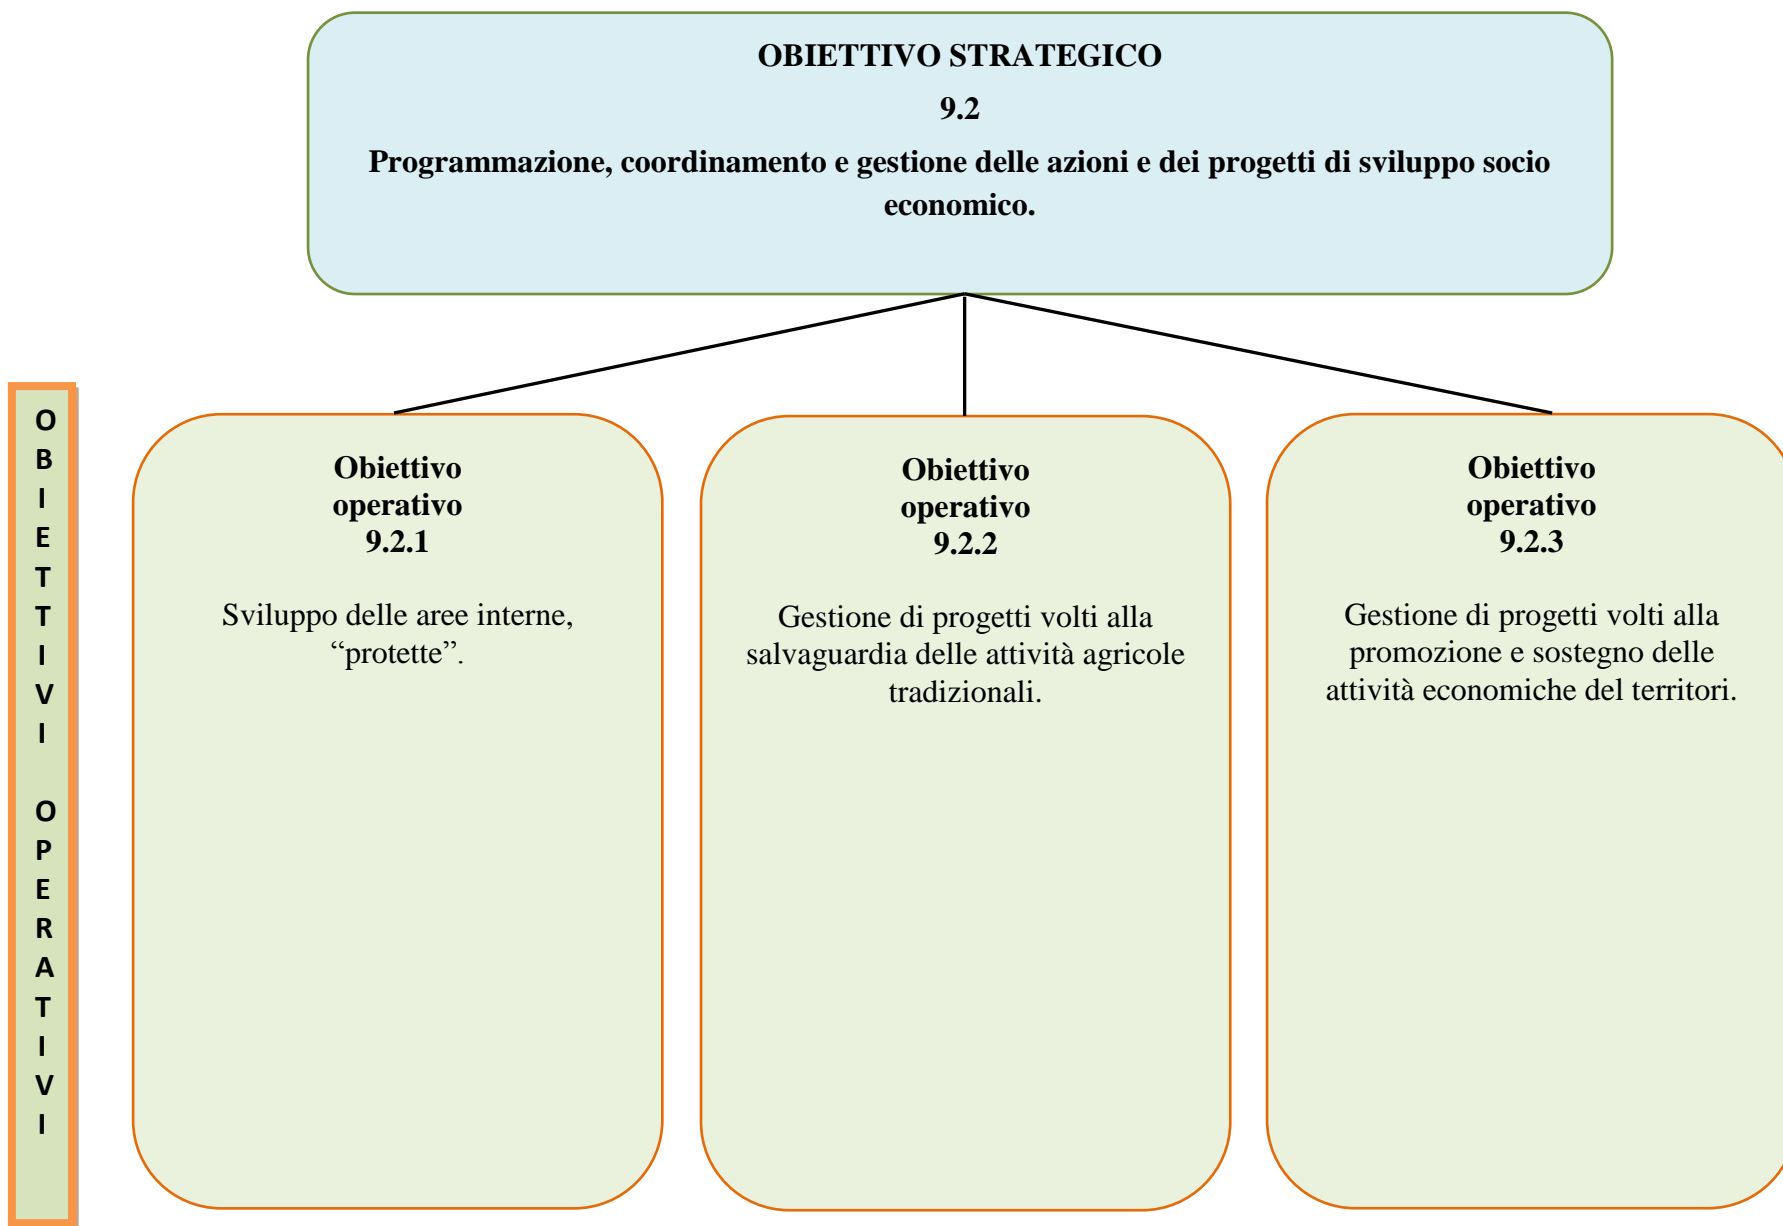 OBIETTIVO STRATEGICO
9.2
Programmazione, coordinamento e gestione delle azioni e dei progetti di sviluppo socio
economico.
OBIETTIVI OPERATIVI
Obiettivo
operativo
9.2.1
Sviluppo delle aree interne,
“protette”.
Obiettivo
operativo
9.2.2
Gestione di progetti volti alla
salvaguardia delle attività agricole
tradizionali.
Obiettivo
operativo
9.2.3
Gestione di progetti volti alla
promozione e sostegno delle
attività economiche del territori.